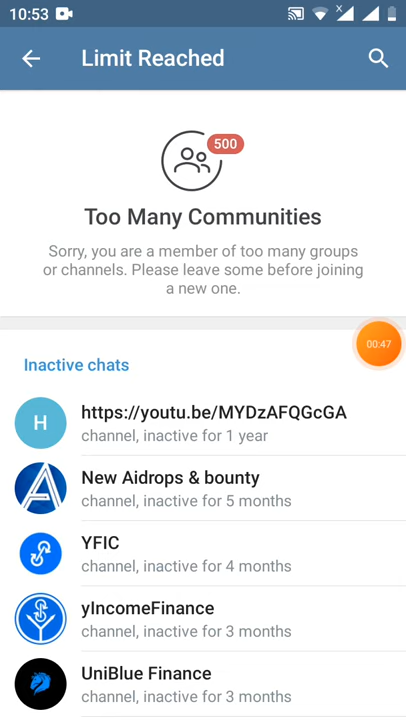 10:53
Limit Reached
500
Too Many Communities
Sorry, you are a member of too many groups
or channels. Please leave some before joining
a new one.
00:47
Inactive chats
H
https://youtu.be/MYDzAFQGcGA
channel, inactive for 1 year
New Aidrops & bounty
channel, inactive for 5 months
YFIC
channel, inactive for 4 months
yIncomeFinance
channel, inactive for 3 months
UniBlue Finance
channel, inactive for 3 months